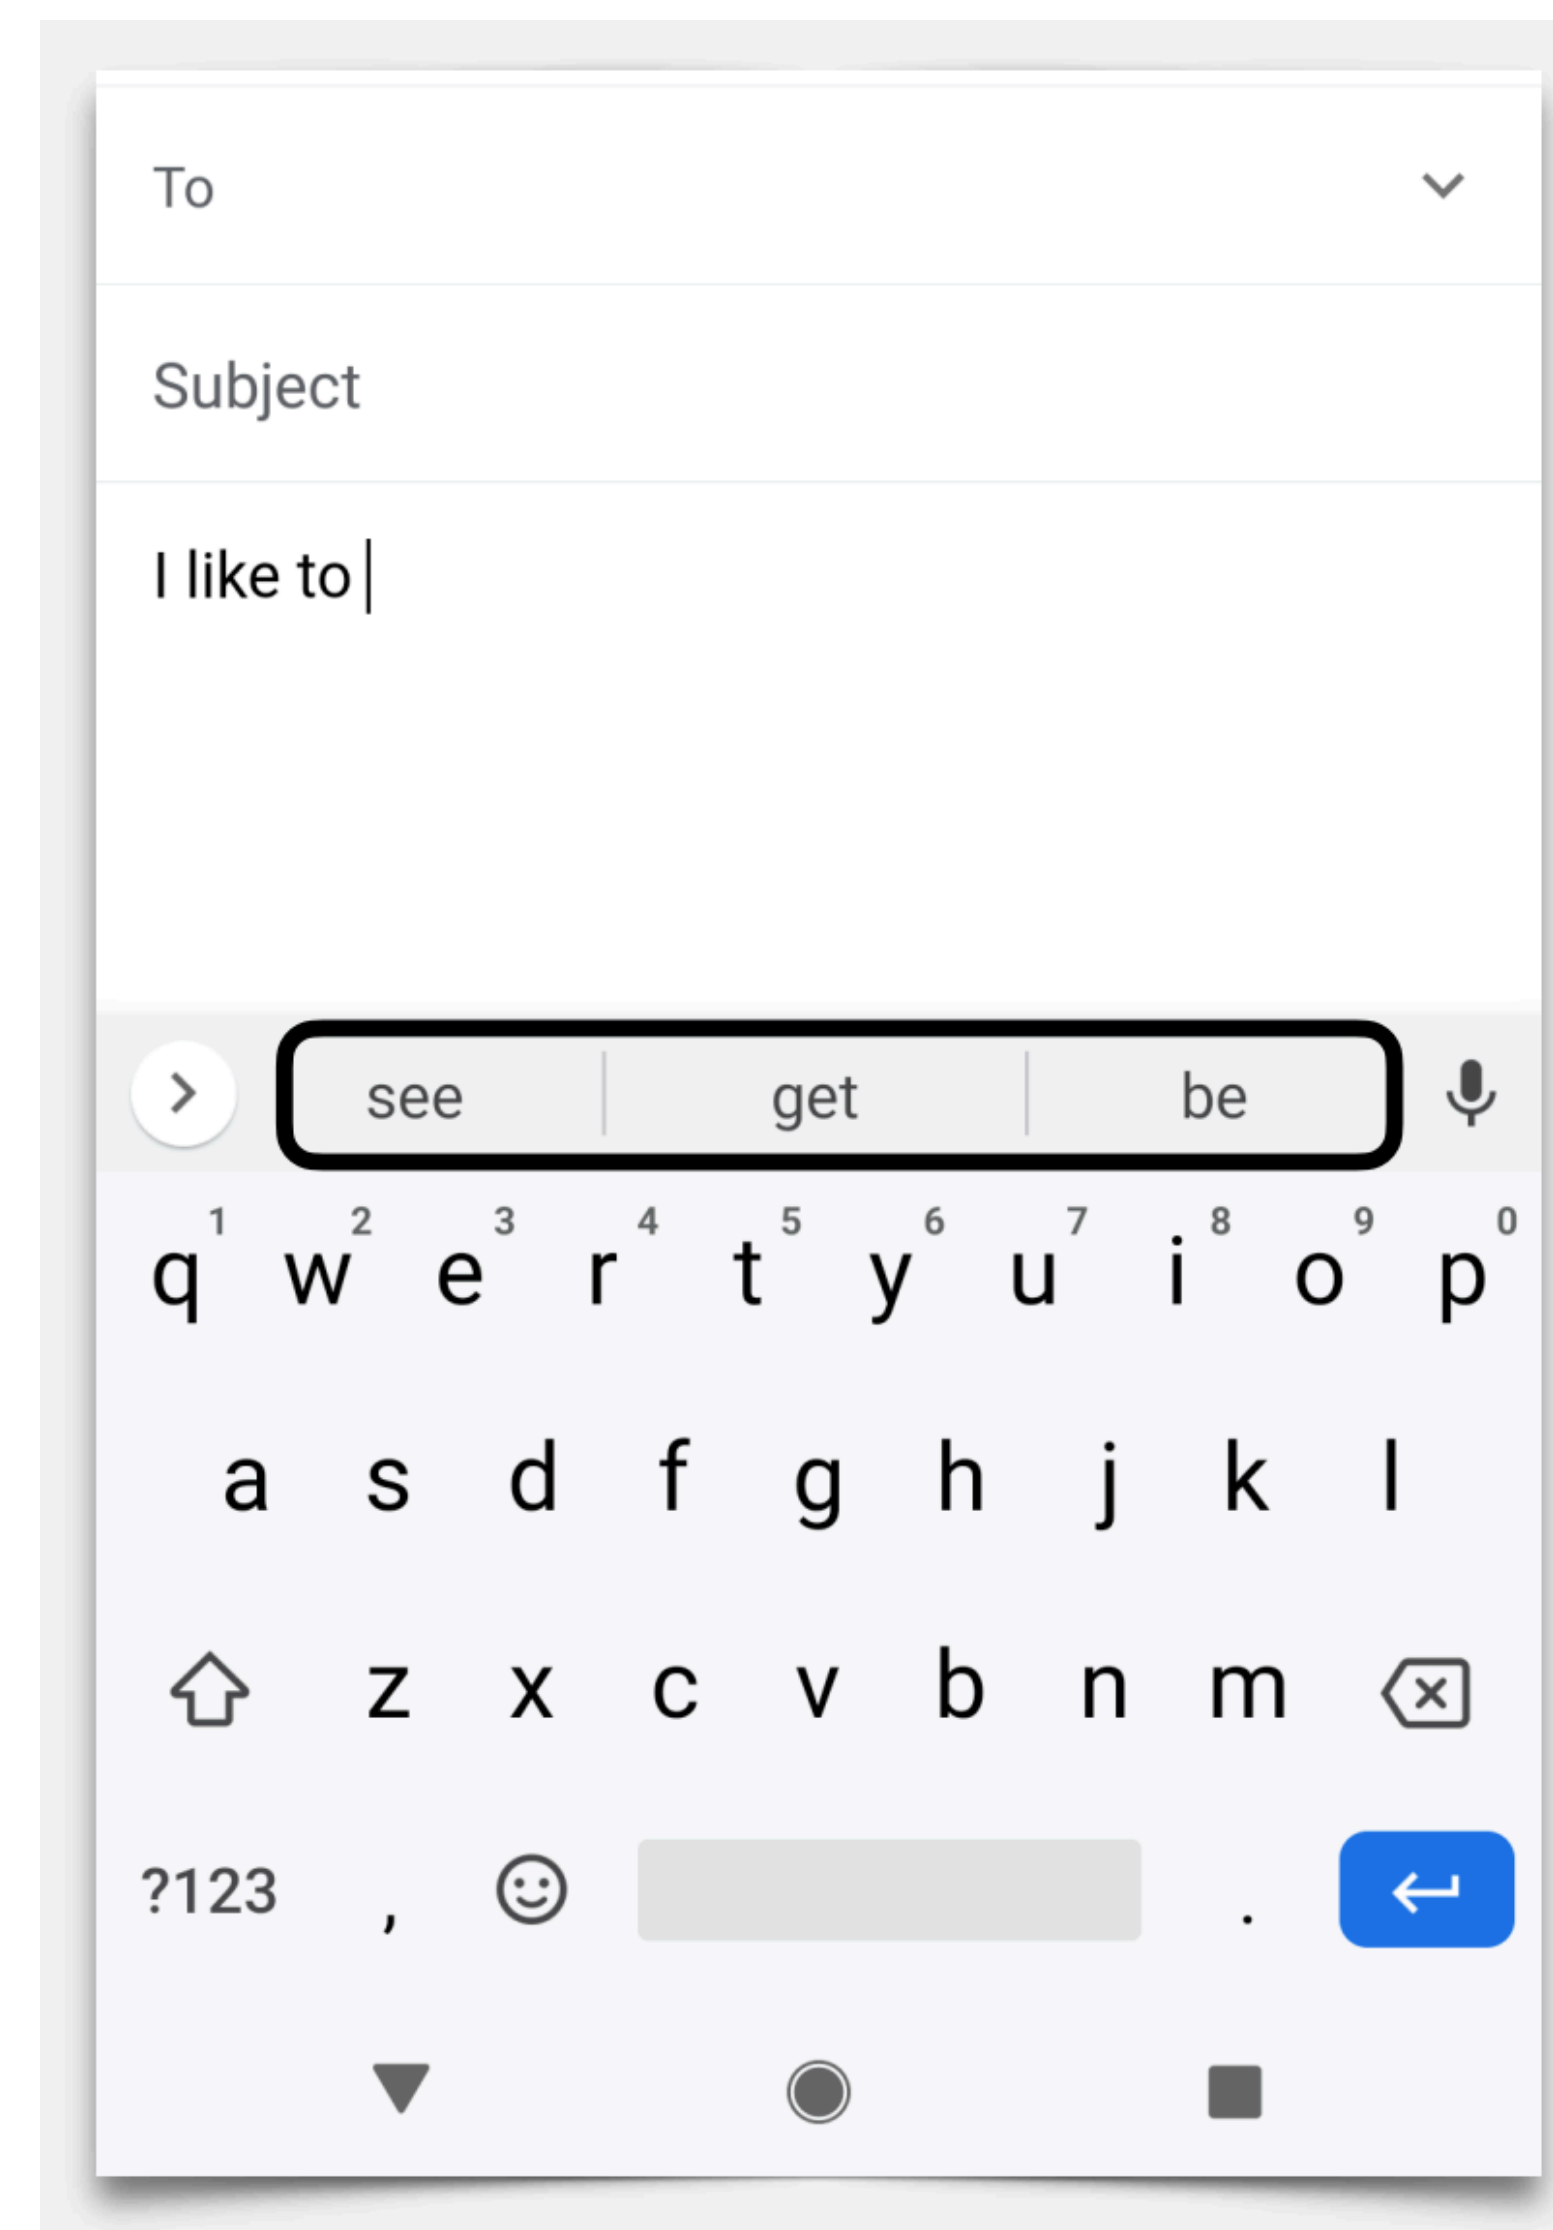 To
Subject
I like to
see get be
1 2 3 4 5 6 7 8 9 0
q w e r t y u i o p
a s d f g h j k l
z x c v b n m
?123 , .